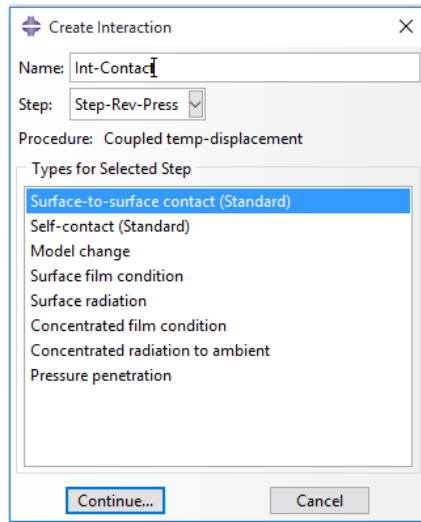 Create Interaction
Name: Int-Contact
Step: Step-Rev-Press
Procedure: Coupled temp-displacement
Types for Selected Step
Surface-to-surface contact (Standard)
Self-contact (Standard)
Model change
Surface film condition
Surface radiation
Concentrated film condition
Concentrated radiation to ambient
Pressure penetration
Continue... Cancel